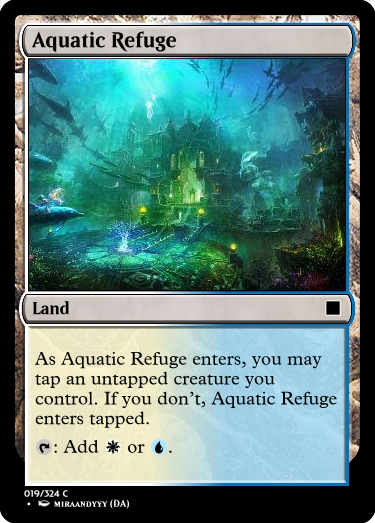 Aquatic Refuge
Land
As Aquatic Refuge enters, you may
tap an untapped creature you
control. If you don't, Aquatic Refuge
enters tapped.
: Add or .
019/324 C
• MIRAANDYYY (DA)